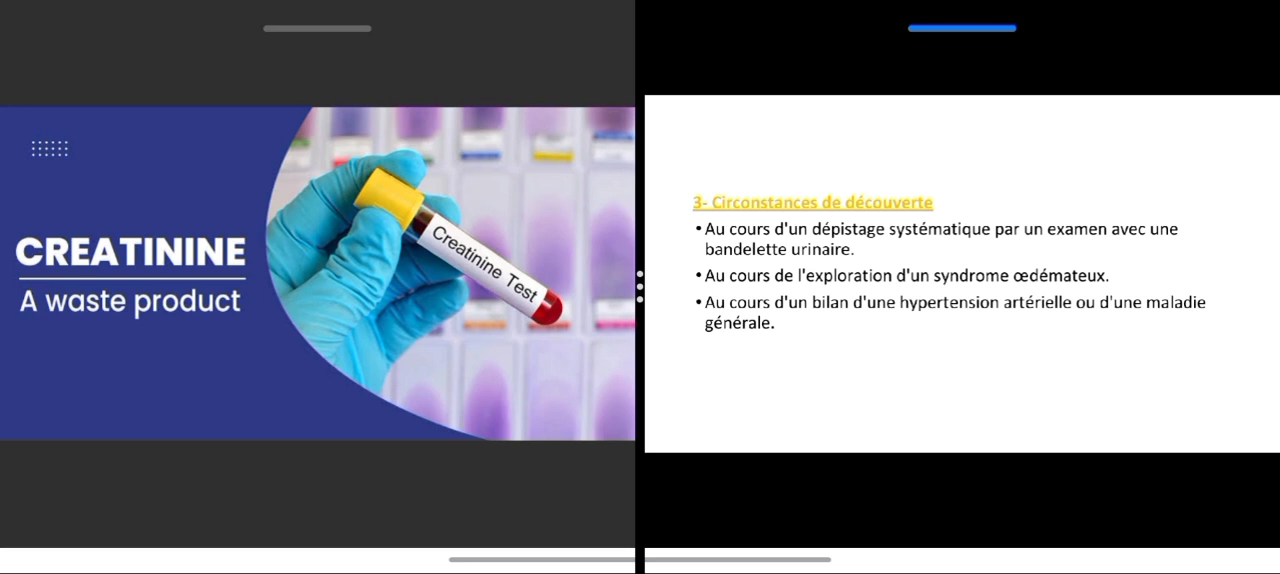 CREATININE
A waste product
Creatinine Test
3- Circonstances de découverte
•Au cours d'un dépistage systématique par un examen avec une
bandelette urinaire.
•Au cours de l'exploration d'un syndrome œdémateux.
•Au cours d'un bilan d'une hypertension artérielle ou d'une maladie
générale.